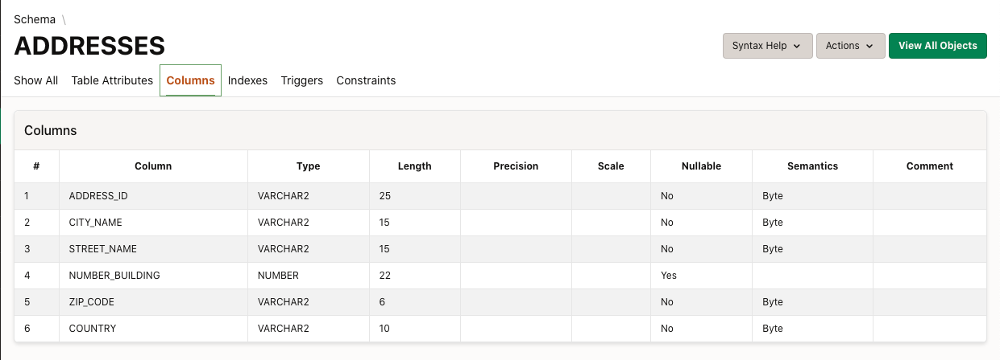 Schema \
ADDRESSES
Syntax Help
Actions
View All Objects
Show All Table Attributes Columns Indexes Triggers Constraints
Columns
# Column Type Length Precision Scale Nullable Semantics Comment
1 ADDRESS_ID VARCHAR2 25 No Byte
2 CITY_NAME VARCHAR2 15 No Byte
3 STREET_NAME VARCHAR2 15 No Byte
4 NUMBER_BUILDING NUMBER 22 Yes
5 ZIP_CODE VARCHAR2 6 No Byte
6 COUNTRY VARCHAR2 10 No Byte